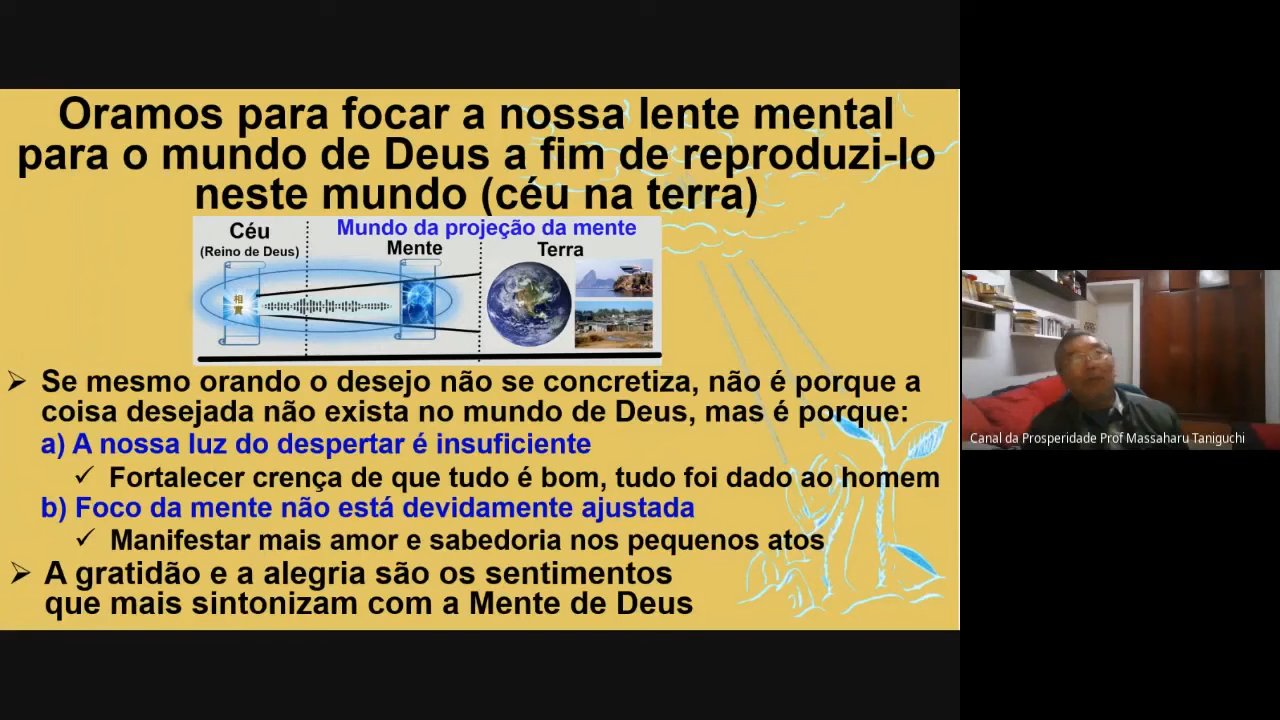 Oramos para focar a nossa lente mental
para o mundo de Deus a fim de reproduzi-lo
neste mundo (céu na terra)
Céu
(Reino de Deus)
Mundo da projeção da mente
Mente
Terra
相
實
➢ Se mesmo orando o desejo não se concretiza, não é porque a
coisa desejada não exista no mundo de Deus, mas é porque:
a) A nossa luz do despertar é insuficiente
✓ Fortalecer crença de que tudo é bom, tudo foi dado ao homem
b) Foco da mente não está devidamente ajustada
✓ Manifestar mais amor e sabedoria nos pequenos atos
➢ A gratidão e a alegria são os sentimentos
que mais sintonizam com a Mente de Deus
Canal da Prosperidade Prof Massaharu Taniguchi